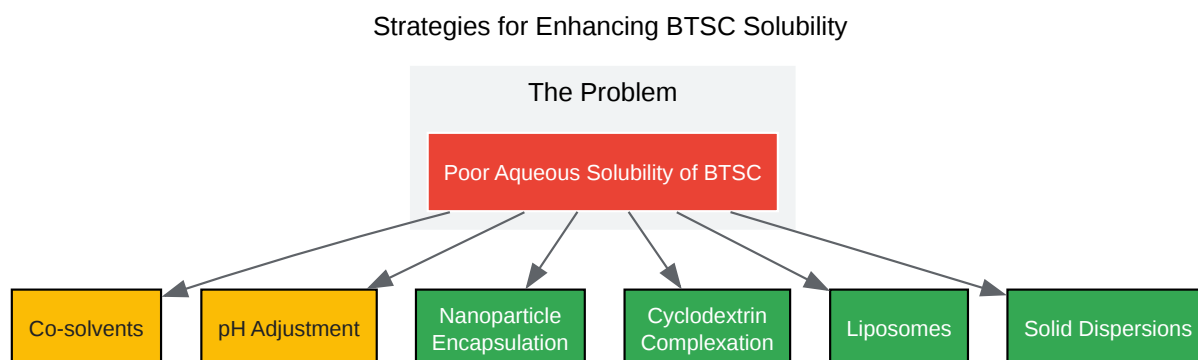 Strategies for Enhancing BTSC Solubility
The Problem
Poor Aqueous Solubility of BTSC
Co-solvents
pH Adjustment
Nanoparticle
Encapsulation
Cyclodextrin
Complexation
Liposomes
Solid Dispersions